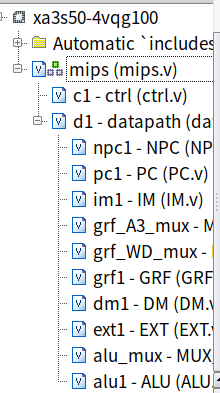 xa3s50-4vqg100
Automatic `includes
mips (mips.v)
c1 - ctrl (ctrl.v)
d1 - datapath (da
npc1 - NPC (NP
pc1 - PC (PC.v)
im1 - IM (IM.v)
grf_A3_mux - M
grf_WD_mux -
grf1 - GRF (GRF
dm1 - DM (DM.v
ext1 - EXT (EXT.
alu_mux - MUX
alu1 - ALU (ALU